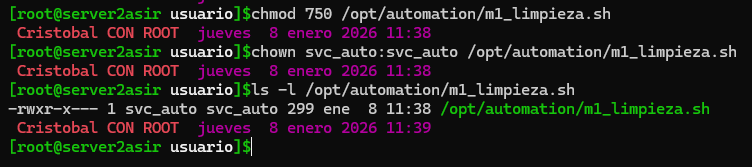 [root@server2asir usuario]$chmod 750 /opt/automation/m1_limpieza.sh
Cristobal CON ROOT jueves  8 enero 2026 11:38
[root@server2asir usuario]$chown svc_auto:svc_auto /opt/automation/m1_limpieza.sh
Cristobal CON ROOT jueves  8 enero 2026 11:38
[root@server2asir usuario]$ls -l /opt/automation/m1_limpieza.sh
-rwxr-x--- 1 svc_auto svc_auto 299 ene  8 11:38 /opt/automation/m1_limpieza.sh
Cristobal CON ROOT jueves  8 enero 2026 11:39
[root@server2asir usuario]$